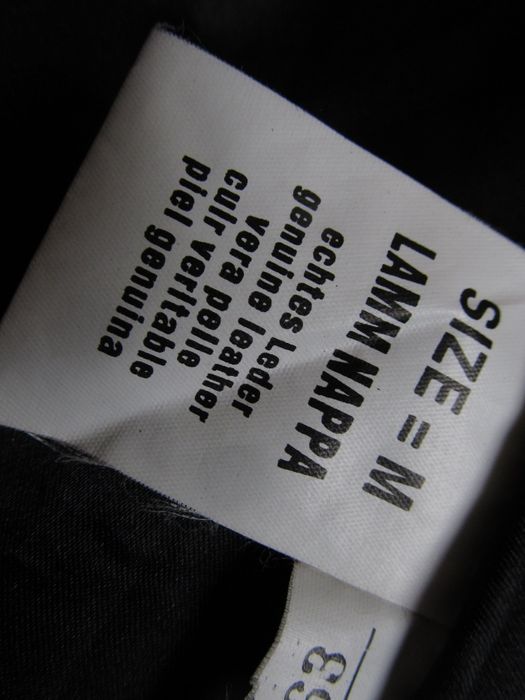 SIZE = M
LAMM NAPPA
echtes Leder
genuine leather
vera pelle
cuir veritable
piel genuina